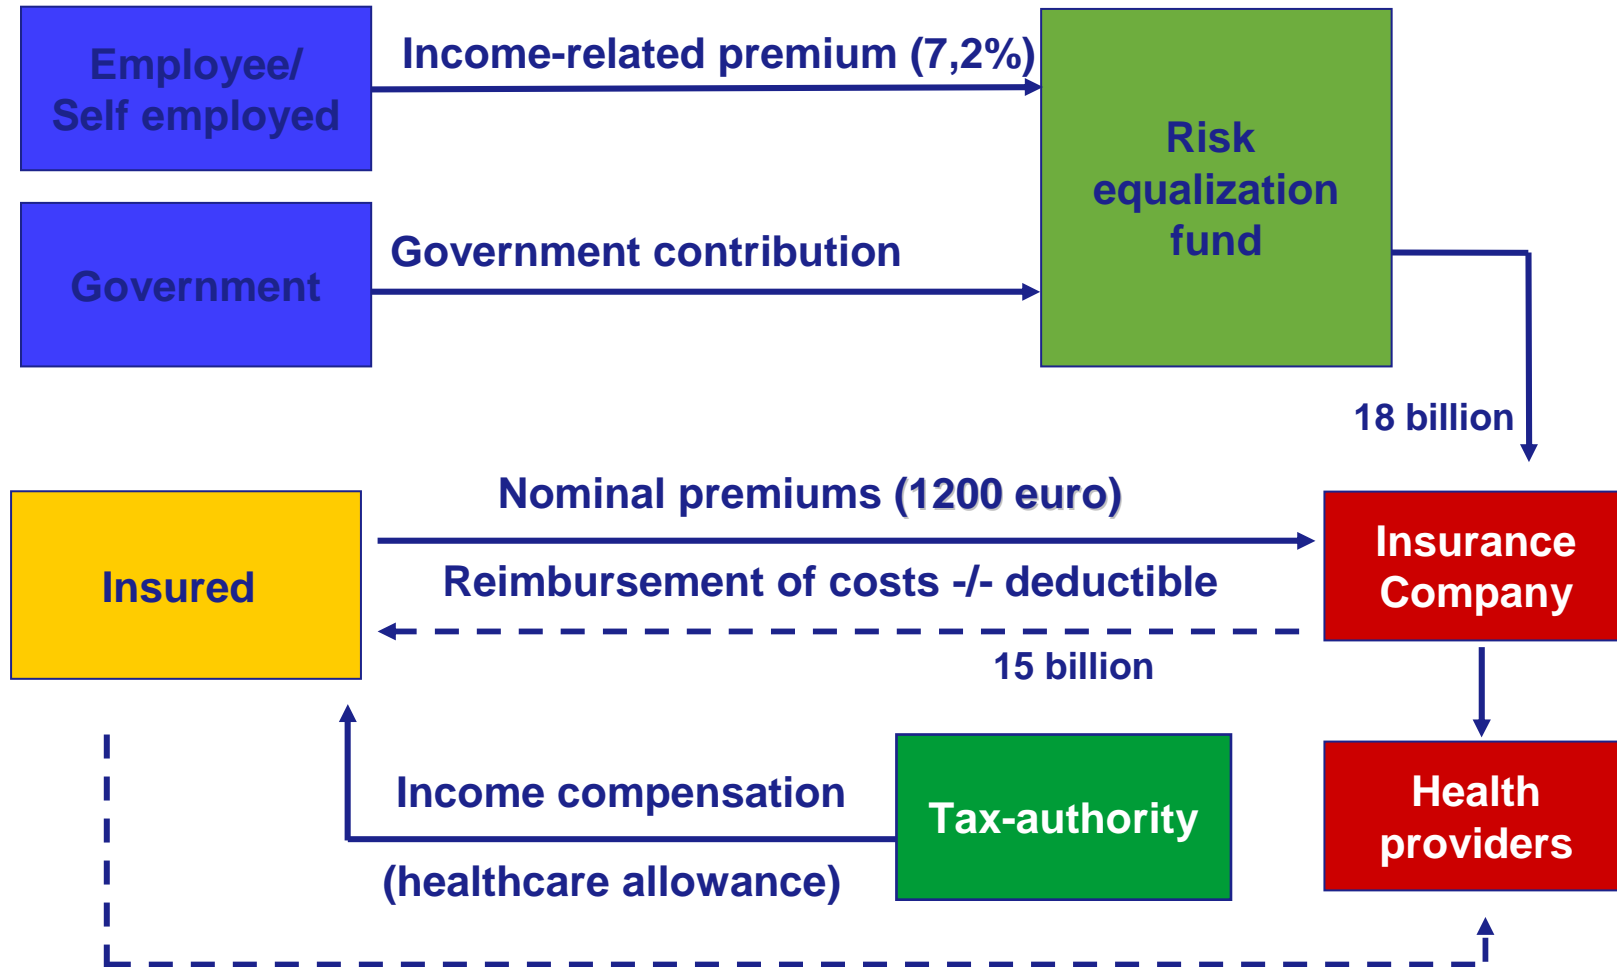 Employee/
Self employed
Income-related premium (7,2%)
Risk
equalization
fund
Government
Government contribution
18 billion
Nominal premiums (1200 euro)
Insured
Insurance
Company
Reimbursement of costs -/- deductible
15 billion
Income compensation
(healthcare allowance)
Tax-authority
Health
providers